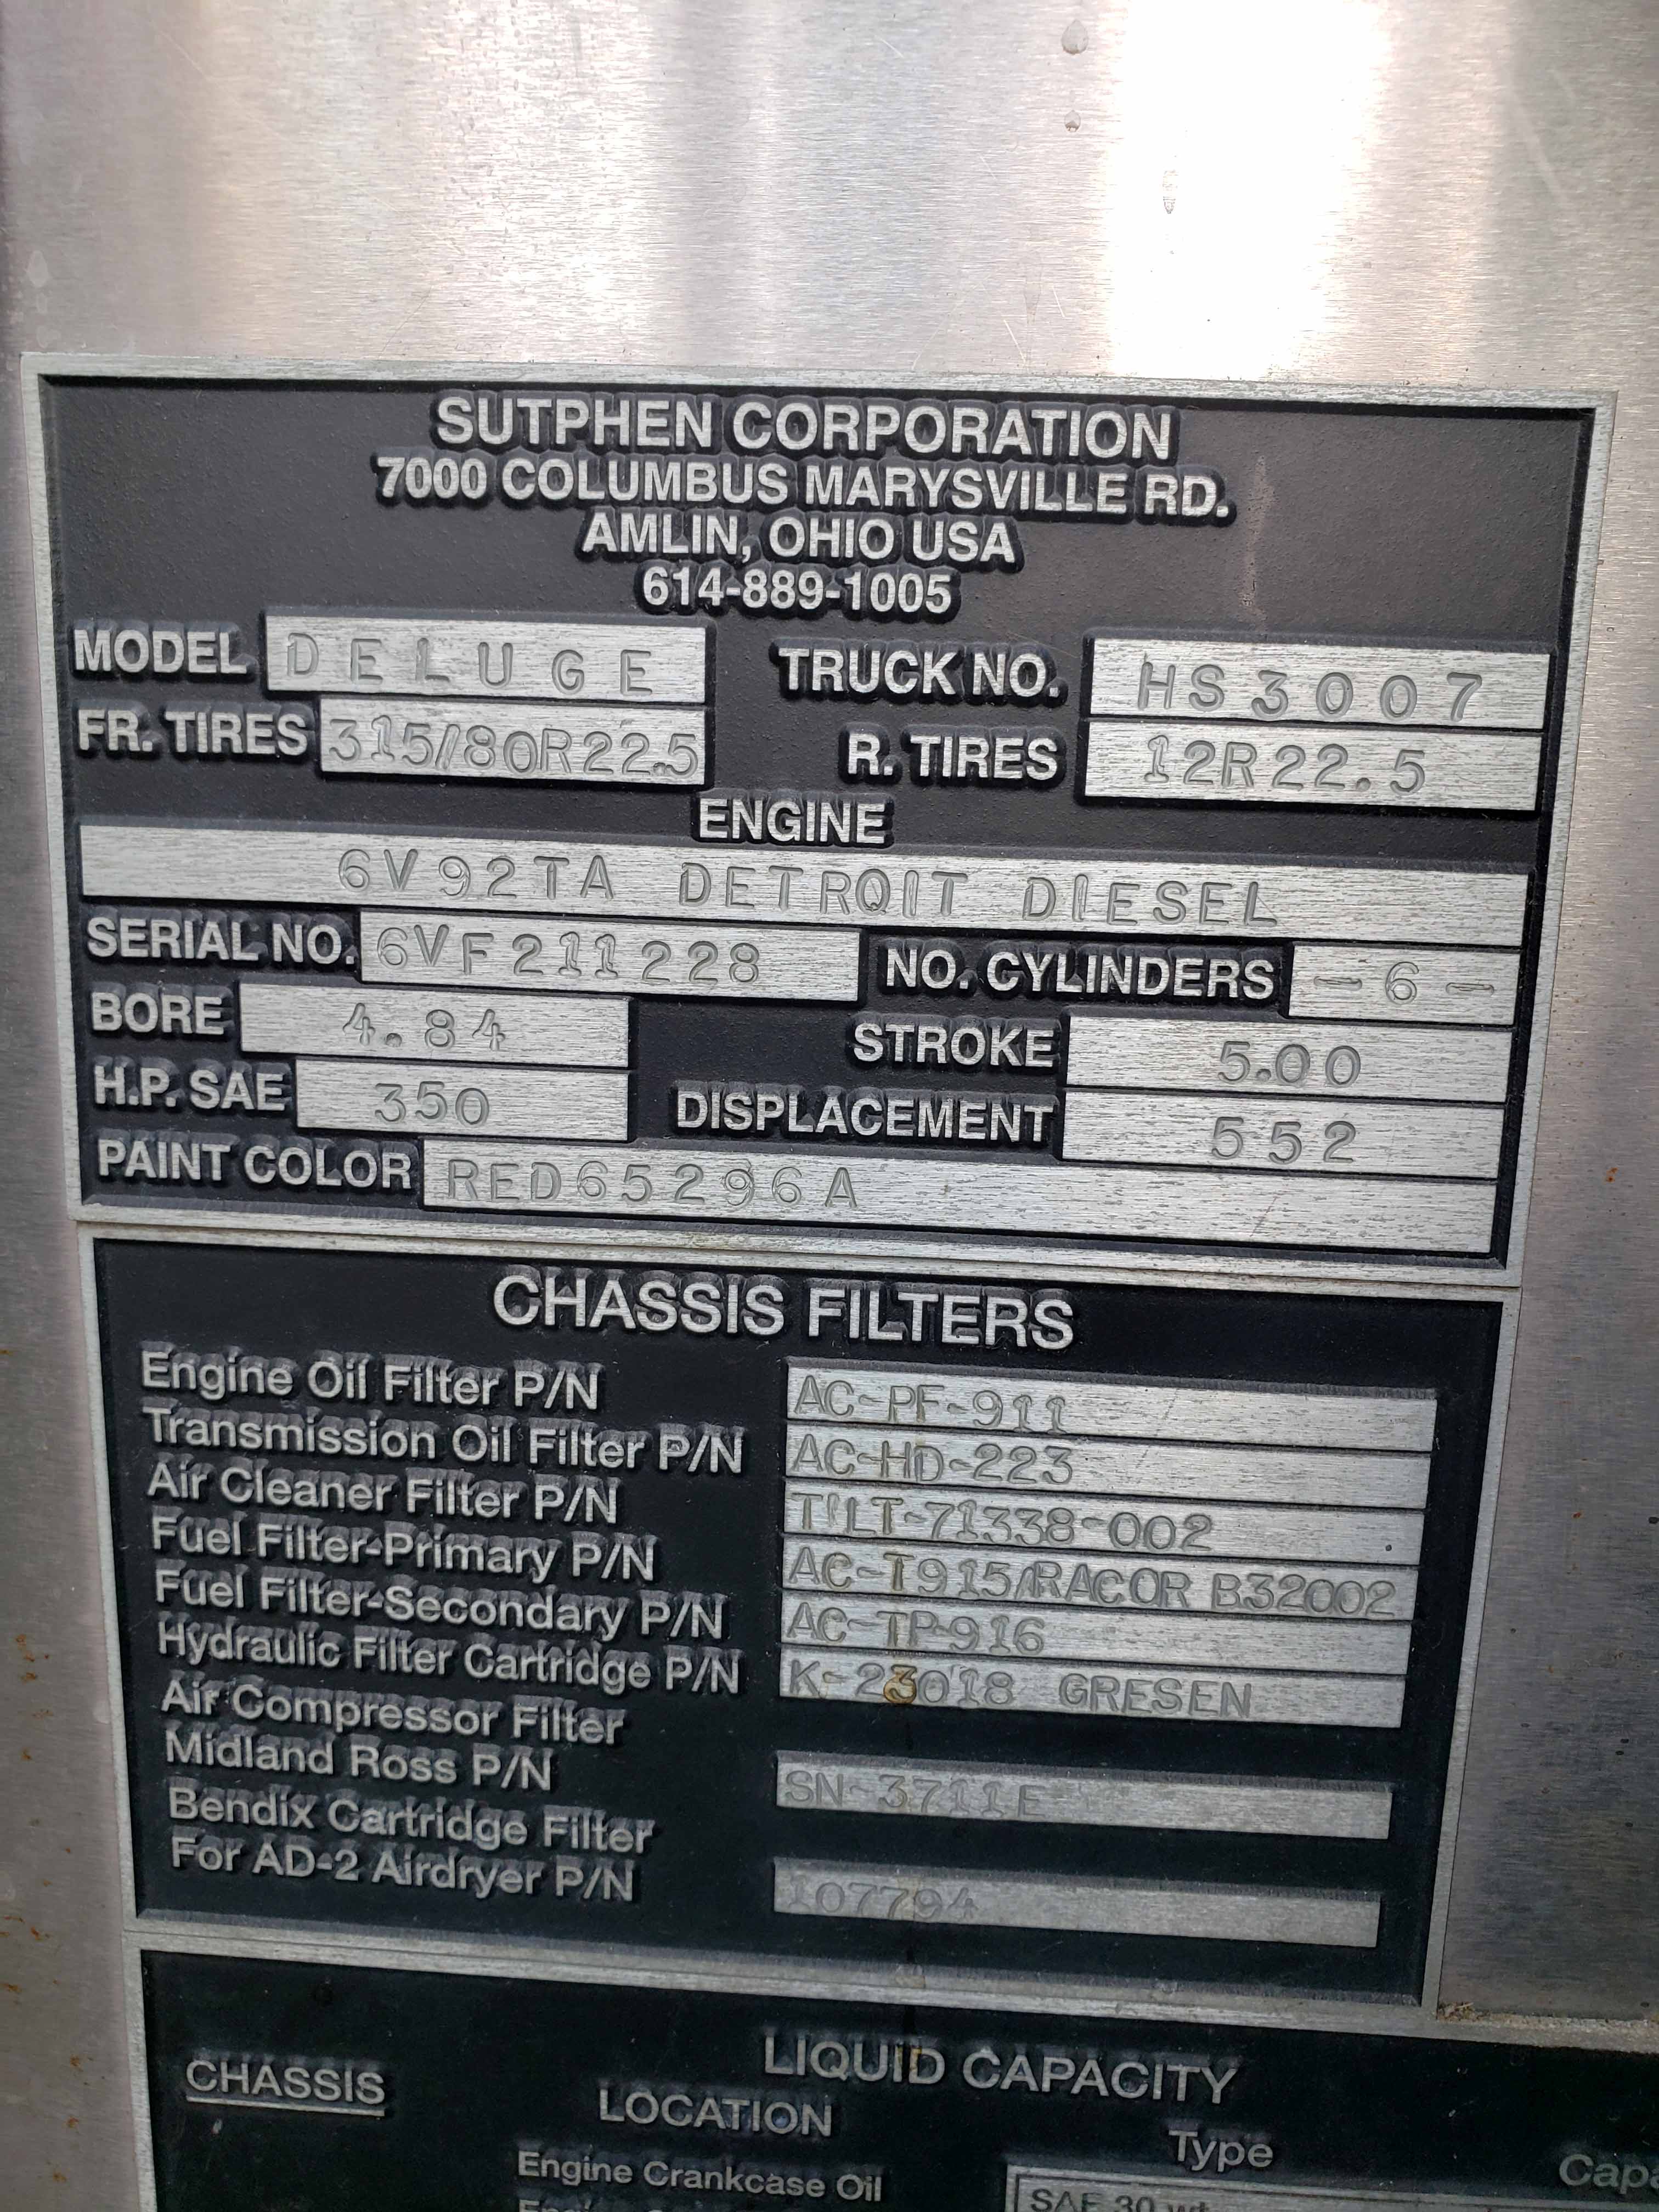 SUTPHEN CORPORATION
7000 COLUMBUS MARYSVILLE RD.
AMLIN, OHIO USA
614-889-1005
MODEL DELUGE TRUCK NO. HS3007
FR. TIRES 315/80R22.5 R. TIRES 12R22.5
ENGINE
6V92TA DETROIT DIESEL
SERIAL NO. 6VF211228 NO. CYLINDERS -6-
BORE 4.84 STROKE 5.00
H.P. SAE 350 DISPLACEMENT 552
PAINT COLOR RED65296A
CHASSIS FILTERS
Engine Oil Filter P/N AC-PF-911
Transmission Oil Filter P/N AC-HD-223
Air Cleaner Filter P/N TILT-71338-002
Fuel Filter-Primary P/N AC-T915/RACOR B32002
Fuel Filter-Secondary P/N AC-TP-916
Hydraulic Filter Cartridge P/N K-23018 GRESEN
Air Compressor Filter
Midland Ross P/N SN-3711E
Bendix Cartridge Filter
For AD-2 Airdryer P/N 107794
LIQUID CAPACITY
CHASSIS LOCATION Type
Engine Crankcase Oil SAE 30